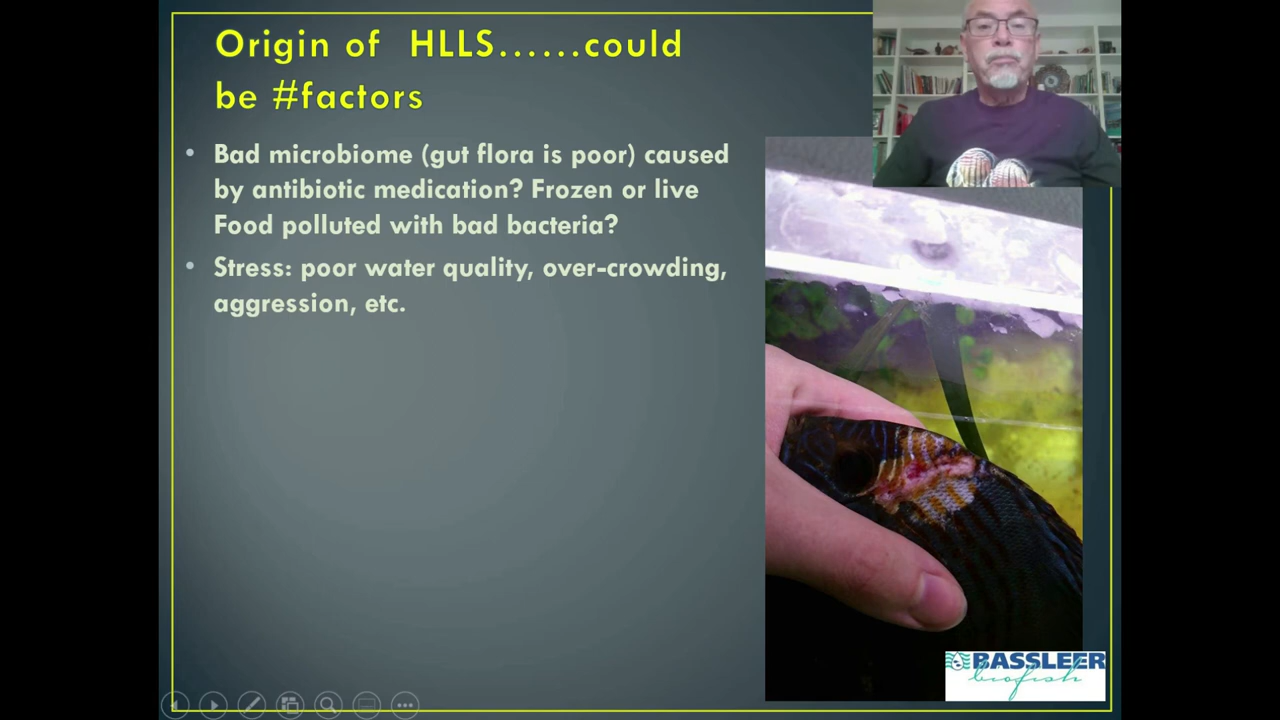 Origin of HLLS......could
be #factors
• Bad microbiome (gut flora is poor) caused
by antibiotic medication? Frozen or live
Food polluted with bad bacteria?
• Stress: poor water quality, over-crowding,
aggression, etc.
BASSLEER
biofish